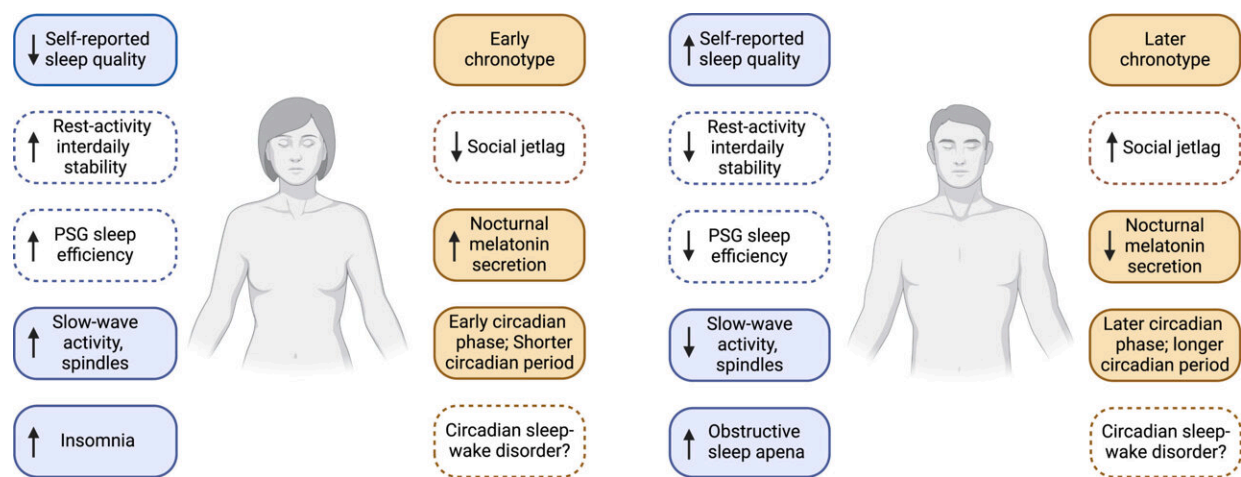 Self-reported
sleep quality
Rest-activity
interdaily
stability
PSG sleep
efficiency
Slow-wave
activity,
spindles
Insomnia
Early
chronotype
Social jetlag
Nocturnal
melatonin
secretion
Early circadian
phase; Shorter
circadian period
Circadian sleep-
wake disorder?
Self-reported
sleep quality
Rest-activity
interdaily
stability
PSG sleep
efficiency
Slow-wave
activity,
spindles
Obstructive
sleep apena
Later
chronotype
Social jetlag
Nocturnal
melatonin
secretion
Later circadian
phase; longer
circadian period
Circadian sleep-
wake disorder?